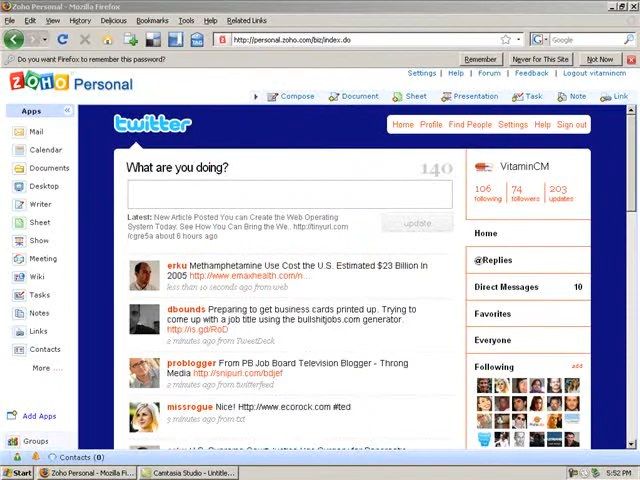 Zoho Personal - Mozilla Firefox
File Edit View History Delicious Bookmarks Tools Help Related Links
http://personal.zoho.com/biz/index.do
Google
Do you want Firefox to remember this password?
Remember Never for This Site Not Now
ZOHO Personal
Settings | Help | Forum | Feedback | Logout vitamincm
Compose Document Sheet Presentation Task Note Link
Apps
Mail
Calendar
Documents
Desktop
Writer
Sheet
Show
Meeting
Wiki
Tasks
Notes
Links
Contacts
More ....
Add Apps
Groups
twitter
Home Profile Find People Settings Help Sign out
What are you doing?
140
Latest: New Article Posted You can Create the Web Operating
System Today. See How You Can Bring the We.. http://tinyurl.com
/cgre5a about 6 hours ago
update
erku Methamphetamine Use Cost the U.S. Estimated $23 Billion In
2005 http://www.emaxhealth.com/n...
less than 10 seconds ago from web
dbounds Preparing to get business cards printed up. Trying to
come up with a job title using the bullshitjobs.com generator.
http://is.gd/RoD
2 minutes ago from TweetDeck
problogger From PB Job Board Television Blogger - Throng
Media http://snipurl.com/bdjef
2 minutes ago from twitterfeed
missrogue Nice! Http://www.ecorock.com #ted
2 minutes ago from txt
VitaminCM
106 74 203
following followers updates
Home
@Replies
Direct Messages 10
Favorites
Everyone
Following add
Contacts (0)
Start Zoho Personal - Mozilla Fi... Camtasia Studio - Untitle...
5:52 PM